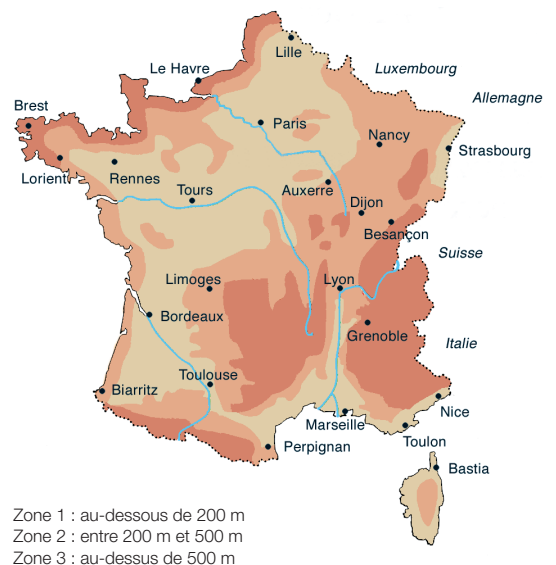 Lille
Le Havre
Luxembourg
Allemagne
Brest
Paris
Nancy
Strasbourg
Lorient
Rennes
Tours
Auxerre
Dijon
Besançon
Suisse
Limoges
Lyon
Bordeaux
Grenoble
Italie
Toulouse
Biarritz
Nice
Marseille
Toulon
Perpignan
Bastia
Zone 1 : au-dessous de 200 m
Zone 2 : entre 200 m et 500 m
Zone 3 : au-dessus de 500 m